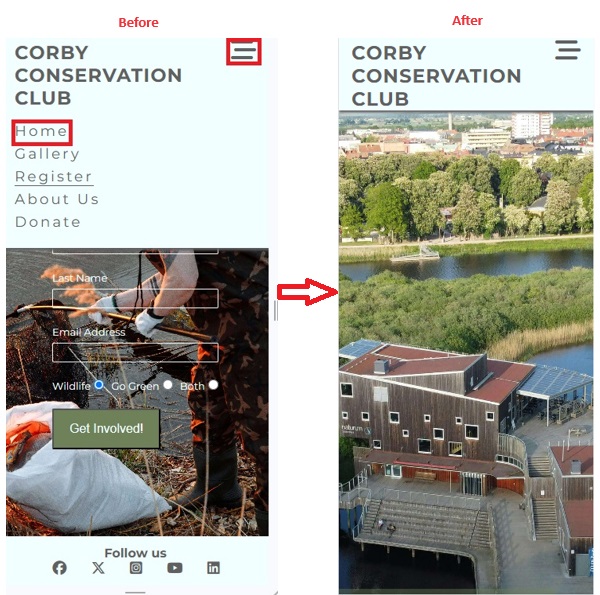 Before
CORBY
CONSERVATION
CLUB
Home
Gallery
Register
About Us
Donate
Last Name
Email Address
Wildlife Go Green Both
Get Involved!
Follow us
After
CORBY
CONSERVATION
CLUB
naturum